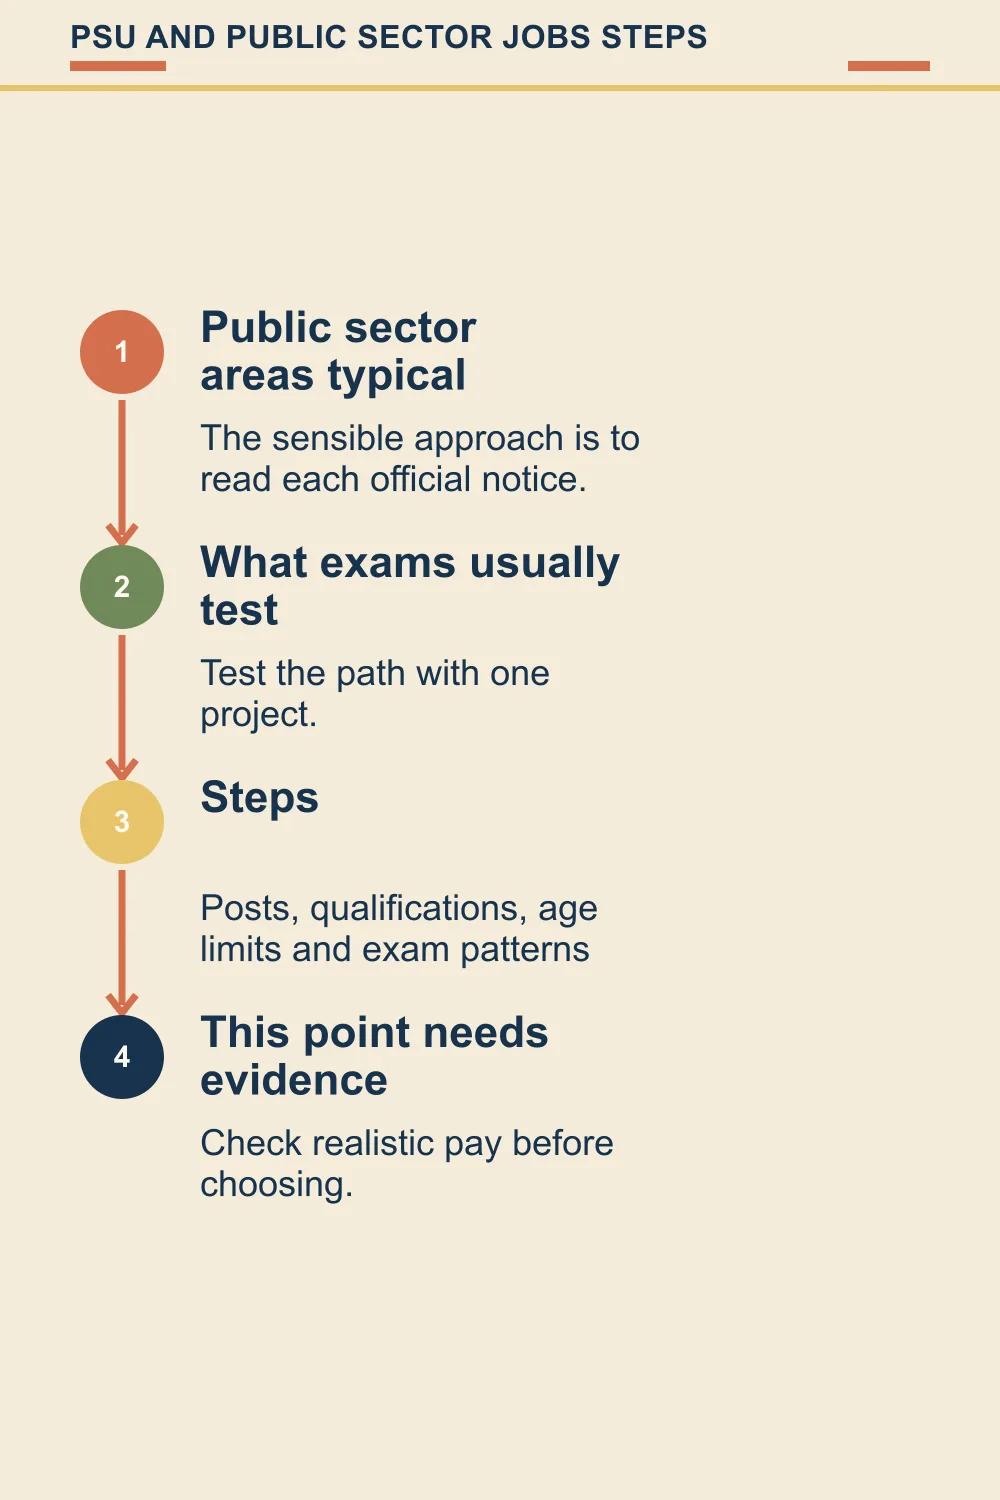 PSU AND PUBLIC SECTOR JOBS STEPS
1
Public sector
areas typical
The sensible approach is to
read each official notice.
2
What exams usually
test
Test the path with one
project.
3
Steps
Posts, qualifications, age
limits and exam patterns
4
This point needs
evidence
Check realistic pay before
choosing.